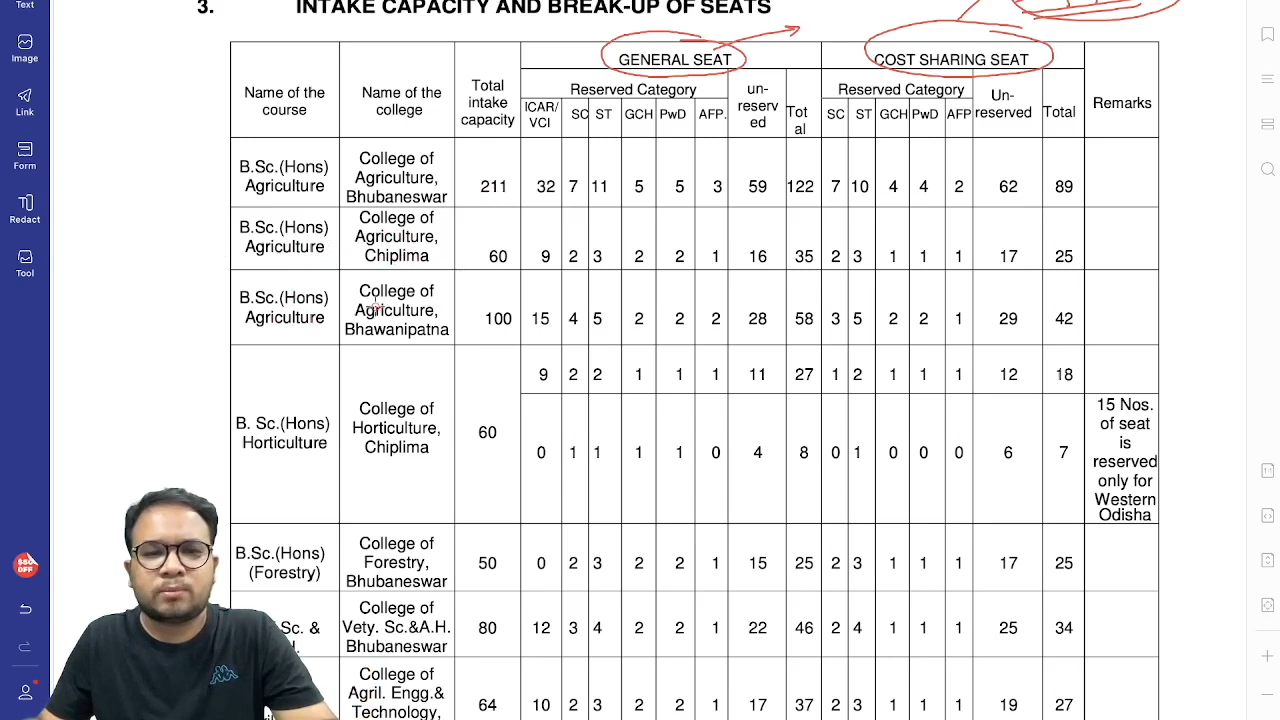 Text
Image
Link
Form
Redact
Tool
$80 OFF
3. INTAKE CAPACITY AND BREAK-UP OF SEATS
Name of the course
Name of the college
Total intake capacity
GENERAL SEAT
COST SHARING SEAT
Remarks
Reserved Category
un-reserv ed
Tot al
Reserved Category
Un-reserved
Total
ICAR/ VCI SC ST GCH PwD AFP.
SC ST GCH PwD AFP
B.Sc.(Hons) Agriculture
College of Agriculture, Bhubaneswar
211 32 7 11 5 5 3 59 122 7 10 4 4 2 62 89
B.Sc.(Hons) Agriculture
College of Agriculture, Chiplima
60 9 2 3 2 2 1 16 35 2 3 1 1 1 17 25
B.Sc.(Hons) Agriculture
College of Agriculture, Bhawanipatna
100 15 4 5 2 2 2 28 58 3 5 2 2 1 29 42
B. Sc.(Hons) Horticulture
College of Horticulture, Chiplima
60
9 2 2 1 1 1 11 27 1 2 1 1 1 12 18
0 1 1 1 1 0 4 8 0 1 0 0 0 6 7
15 Nos. of seat is reserved only for Western Odisha
B.Sc.(Hons) (Forestry)
College of Forestry, Bhubaneswar
50 0 2 3 2 2 1 15 25 2 3 1 1 1 17 25
Sc. &
College of Vety. Sc.&A.H. Bhubaneswar
80 12 3 4 2 2 1 22 46 2 4 1 1 1 25 34
College of Agril. Engg.& Technology,
64 10 2 3 2 2 1 17 37 2 3 1 1 1 19 27